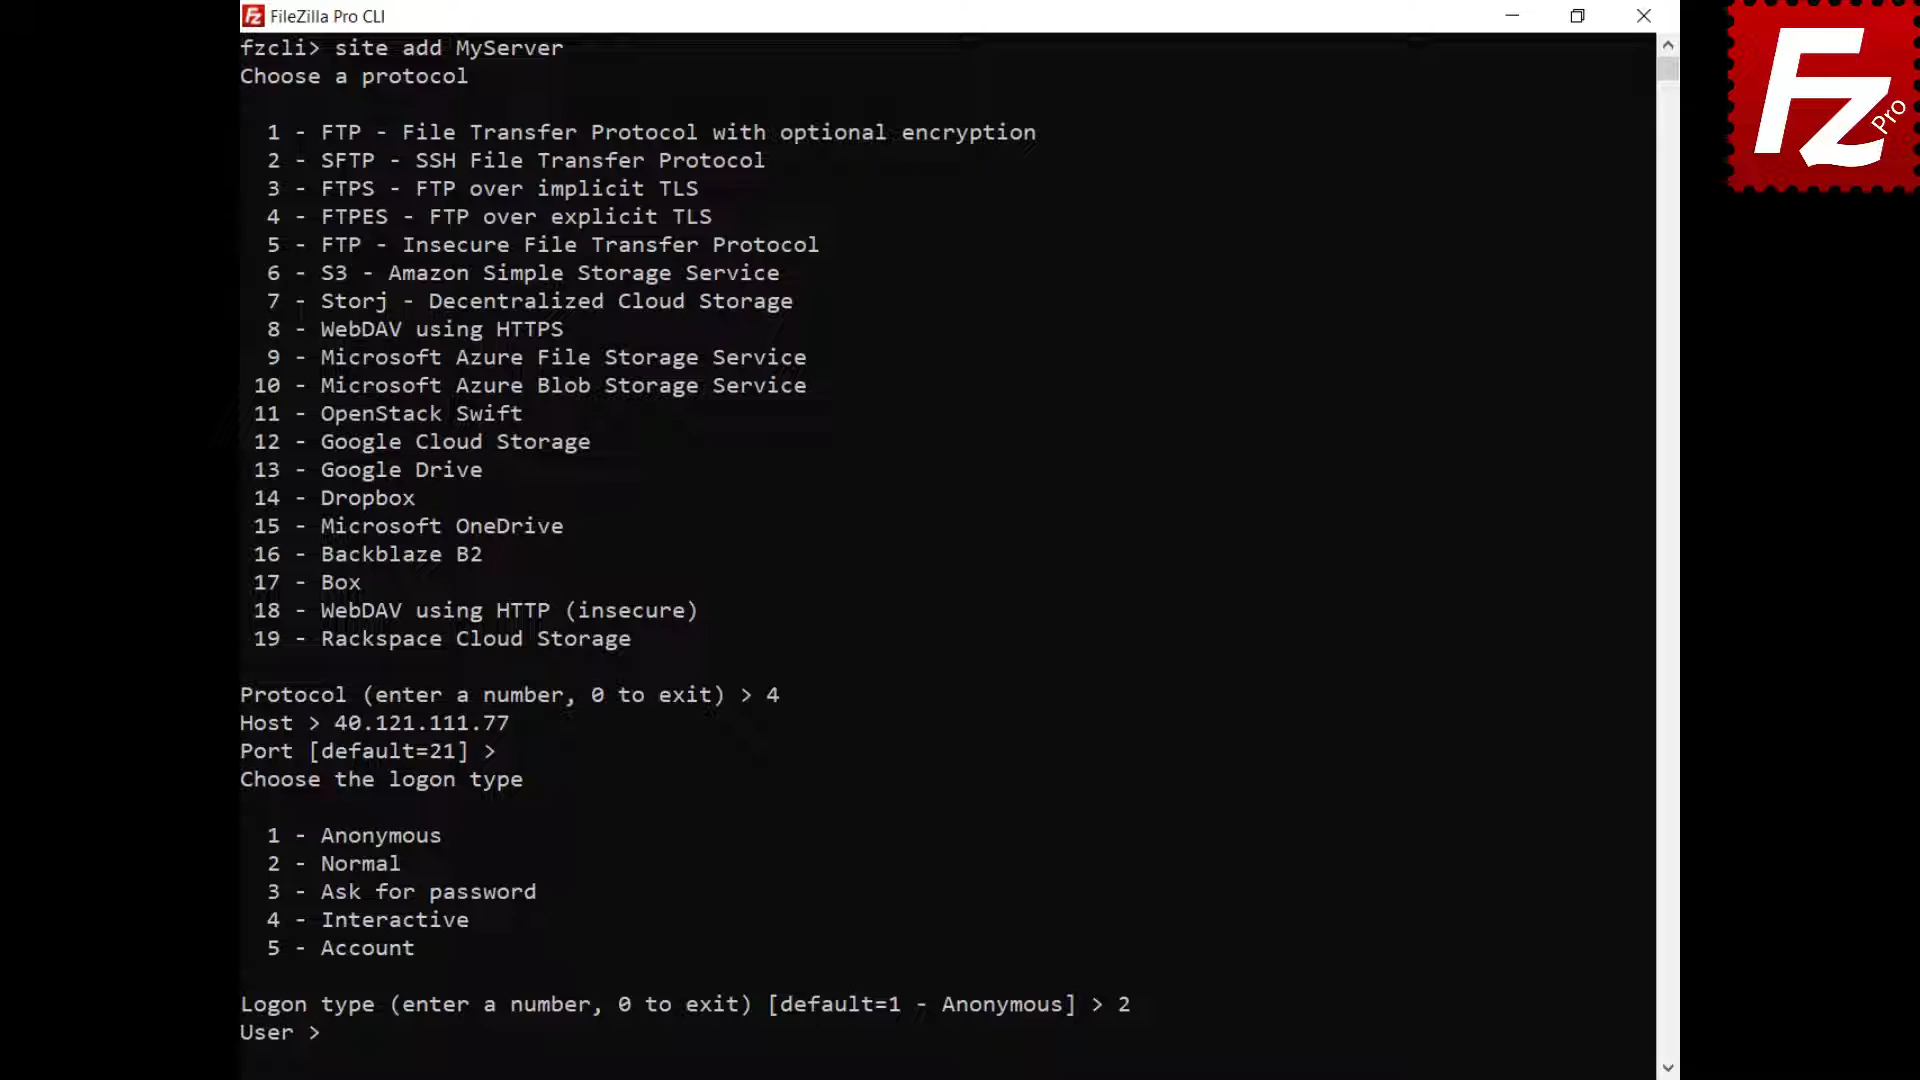 FileZilla Pro CLI
fzcli> site add MyServer
Choose a protocol
1 - FTP - File Transfer Protocol with optional encryption
2 - SFTP - SSH File Transfer Protocol
3 - FTPS - FTP over implicit TLS
4 - FTPES - FTP over explicit TLS
5 - FTP - Insecure File Transfer Protocol
6 - S3 - Amazon Simple Storage Service
7 - Storj - Decentralized Cloud Storage
8 - WebDAV using HTTPS
9 - Microsoft Azure File Storage Service
10 - Microsoft Azure Blob Storage Service
11 - OpenStack Swift
12 - Google Cloud Storage
13 - Google Drive
14 - Dropbox
15 - Microsoft OneDrive
16 - Backblaze B2
17 - Box
18 - WebDAV using HTTP (insecure)
19 - Rackspace Cloud Storage
Protocol (enter a number, 0 to exit) > 4
Host > 40.121.111.77
Port [default=21] >
Choose the logon type
1 - Anonymous
2 - Normal
3 - Ask for password
4 - Interactive
5 - Account
Logon type (enter a number, 0 to exit) [default=1 - Anonymous] > 2
User >
Fz Pro